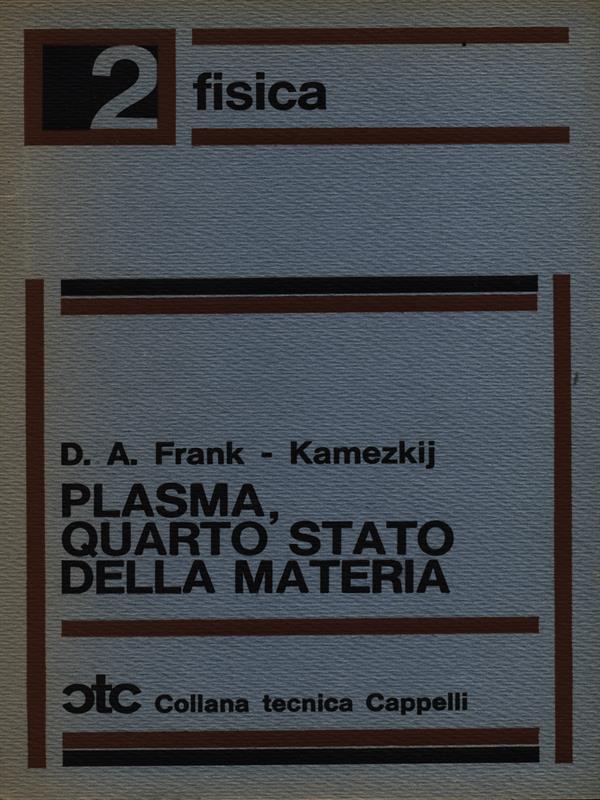 2
fisica
D. A. Frank - Kamezkij
PLASMA,
QUARTO STATO
DELLA MATERIA
ctc Collana tecnica Cappelli